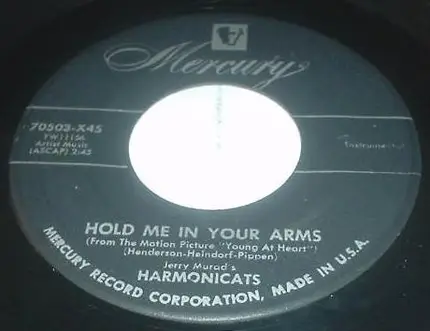 Mercury
70503-X45
YW11156
Artist Music
(ASCAP) 2:45
Instrumental
HOLD ME IN YOUR ARMS
(From The Motion Picture "Young At Heart")
(Henderson-Heindorf-Pippen)
Jerry Murad's
HARMONICATS
MERCURY RECORD CORPORATION, MADE IN U.S.A.